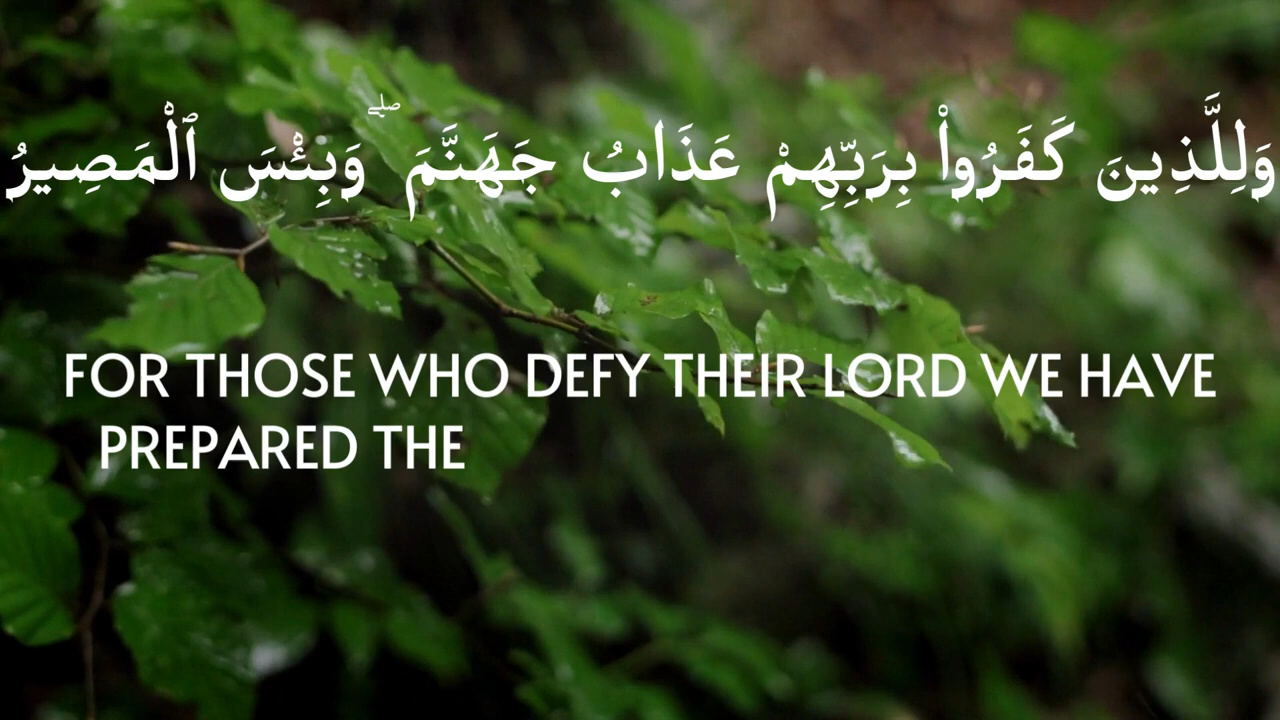 وَلِلَّذِينَ كَفَرُوا۟ بِرَبِّهِمْ عَذَابُ جَهَنَّمَ ۖ وَبِئْسَ ٱلْمَصِيرُ
FOR THOSE WHO DEFY THEIR LORD WE HAVE
PREPARED THE